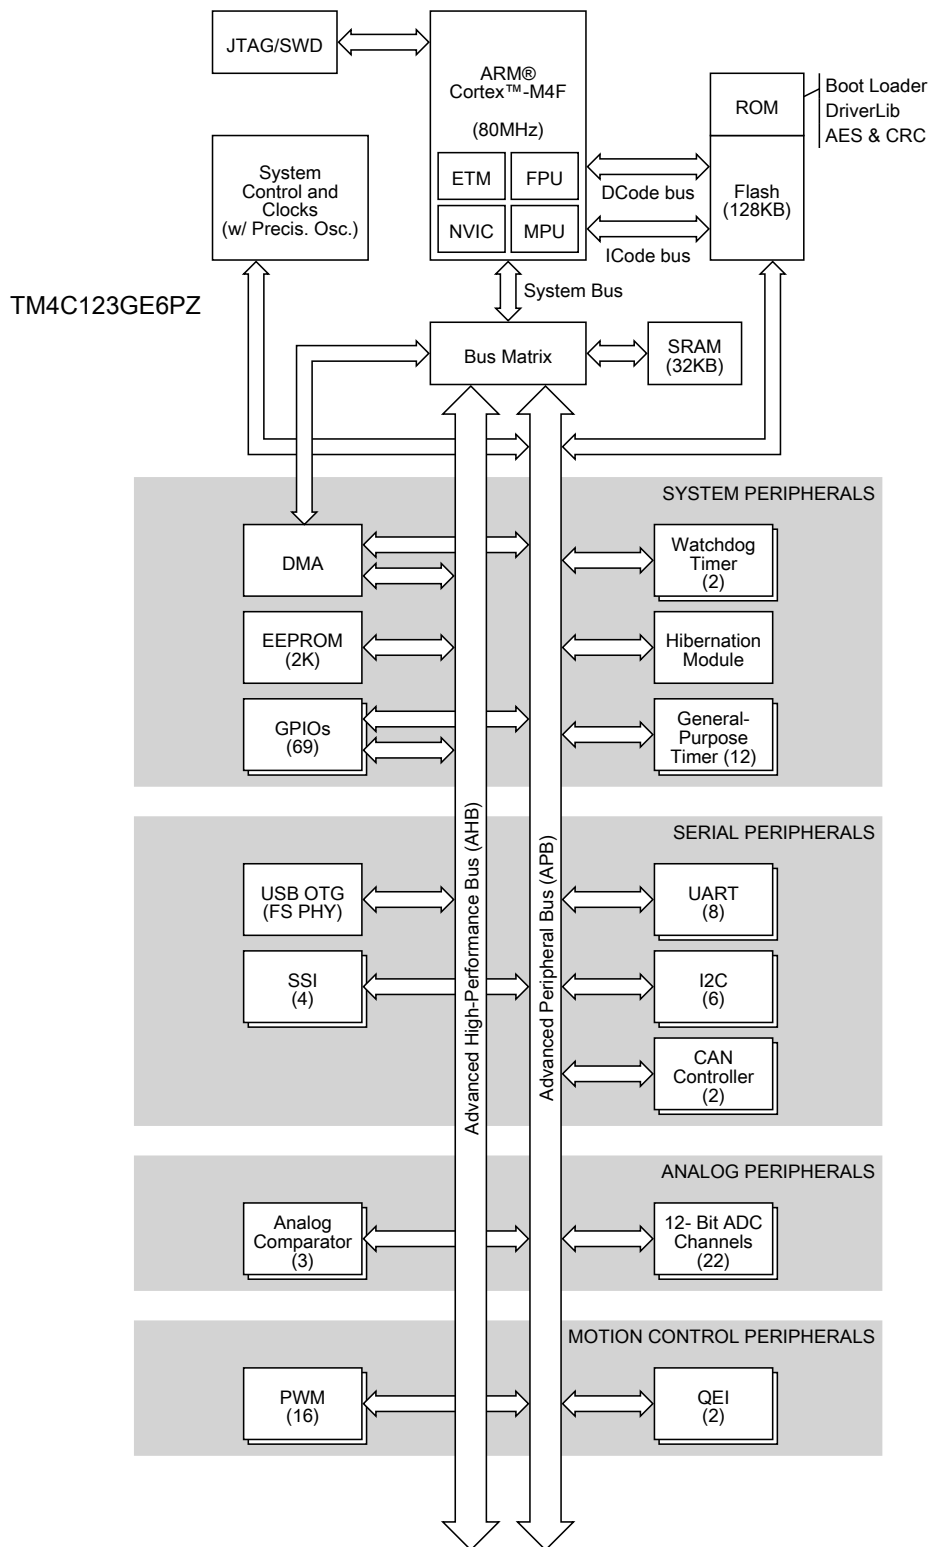 JTAG/SWD
ARM®
Cortex™-M4F
(80MHz)
ETM
FPU
NVIC
MPU
ROM
Boot Loader
DriverLib
AES & CRC
Flash
(128KB)
DCode bus
ICode bus
System
Control and
Clocks
(w/ Precis. Osc.)
TM4C123GE6PZ
System Bus
Bus Matrix
SRAM
(32KB)
SYSTEM PERIPHERALS
DMA
Watchdog
Timer
(2)
EEPROM
(2K)
Hibernation
Module
GPIOs
(69)
General-
Purpose
Timer (12)
Advanced High-Performance Bus (AHB)
Advanced Peripheral Bus (APB)
SERIAL PERIPHERALS
USB OTG
(FS PHY)
UART
(8)
SSI
(4)
I2C
(6)
CAN
Controller
(2)
ANALOG PERIPHERALS
Analog
Comparator
(3)
12- Bit ADC
Channels
(22)
MOTION CONTROL PERIPHERALS
PWM
(16)
QEI
(2)